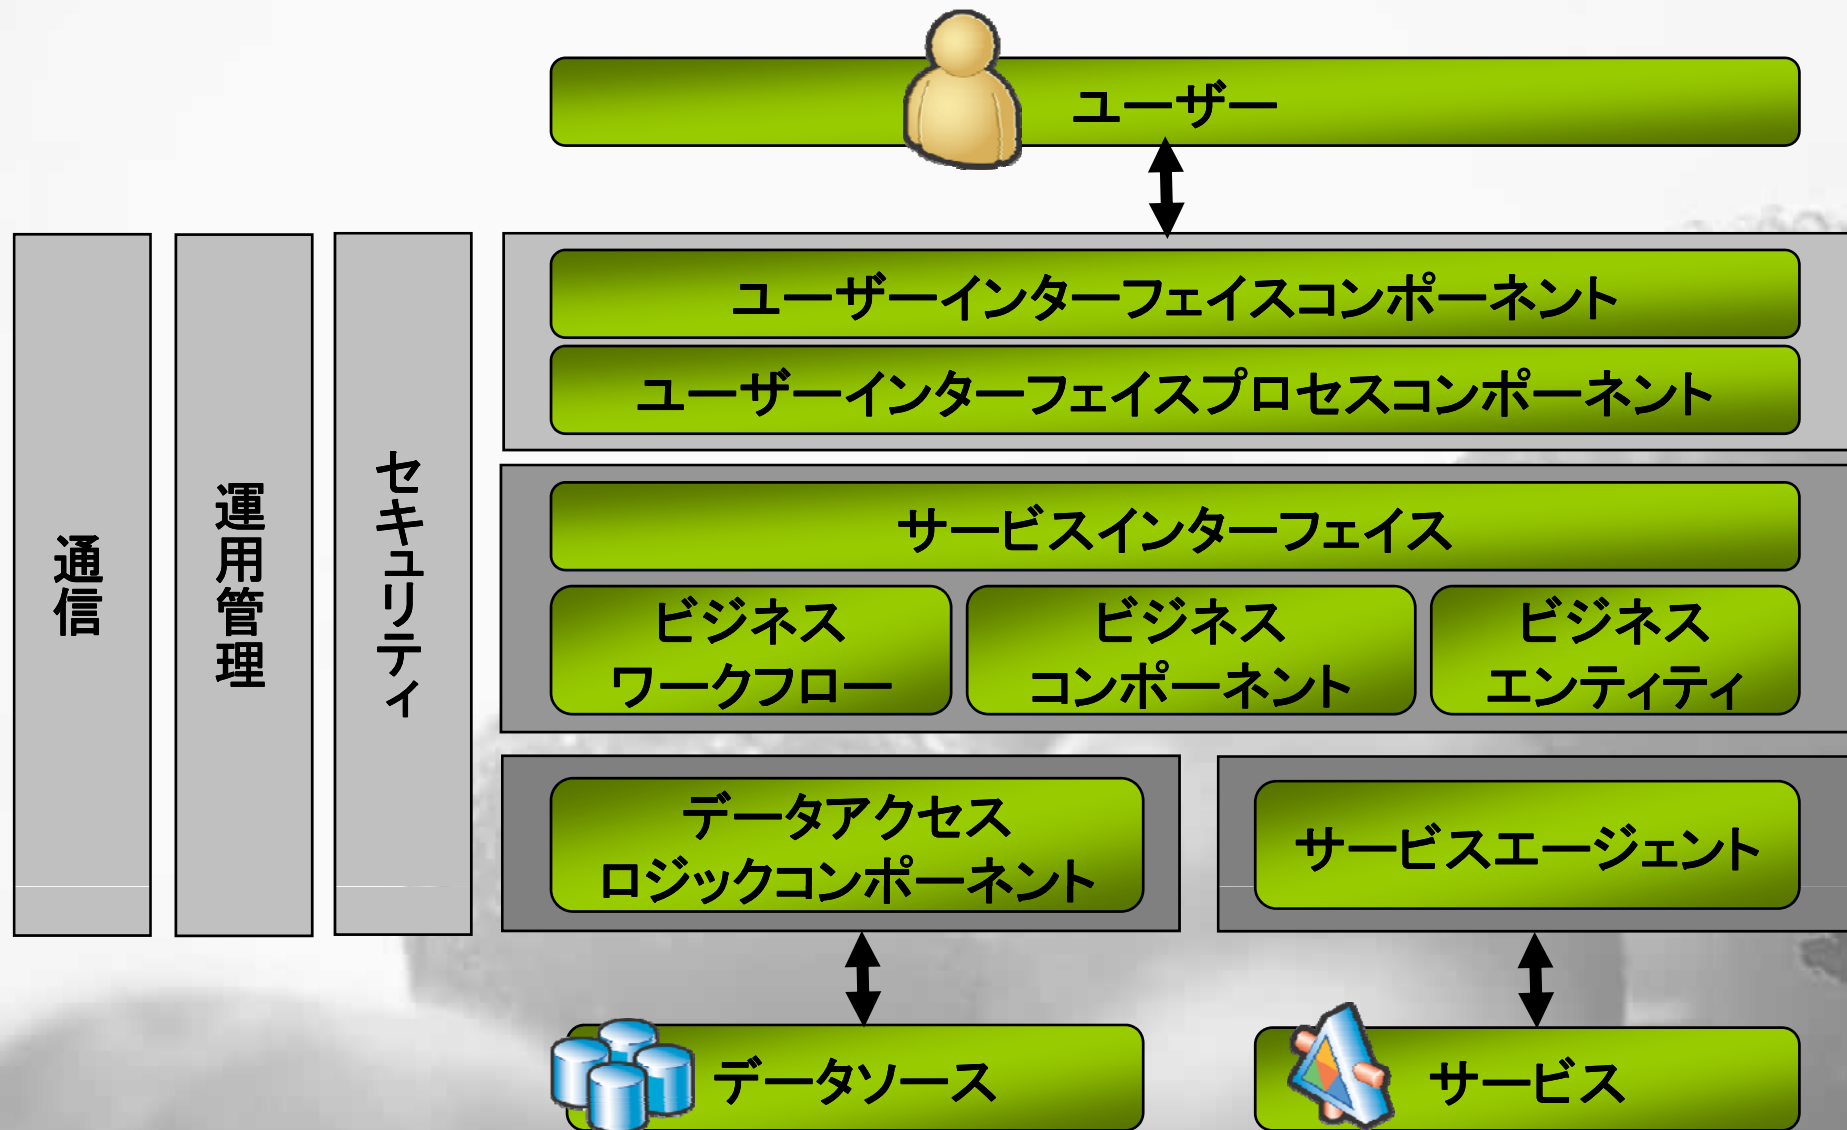 ユーザー
通信
運用管理
セキュリティ
ユーザーインターフェイスコンポーネント
ユーザーインターフェイスプロセスコンポーネント
サービスインターフェイス
ビジネス
ワークフロー
ビジネス
コンポーネント
ビジネス
エンティティ
データアクセス
ロジックコンポーネント
サービスエージェント
データソース
サービス